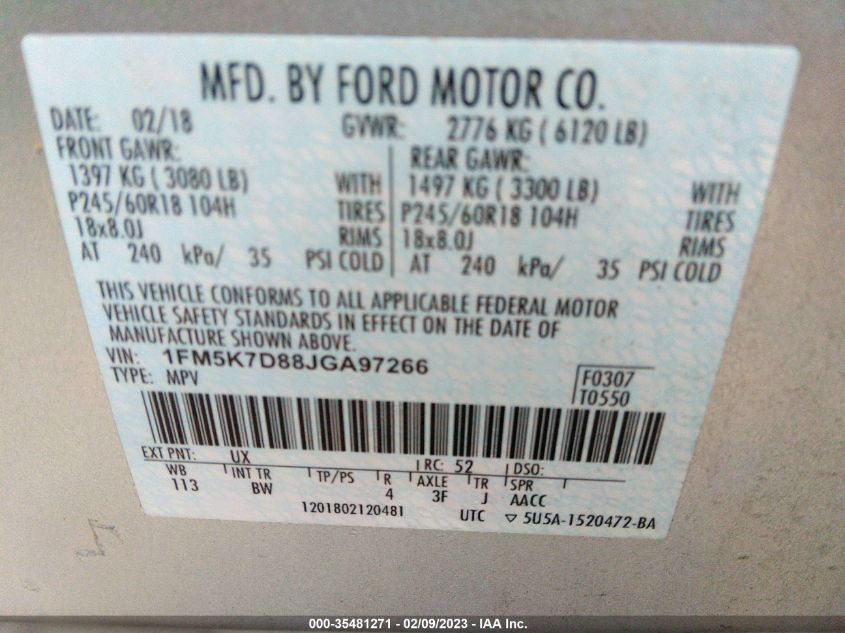 MFD. BY FORD MOTOR CO.
DATE: 02/18 GVWR: 2776 KG ( 6120 LB)
FRONT GAWR: REAR GAWR:
1397 KG ( 3080 LB) WITH 1497 KG ( 3300 LB) WITH
P245/60R18 104H TIRES P245/60R18 104H TIRES
18x8.0J RIMS 18x8.0J RIMS
AT 240 kPa/ 35 PSI COLD AT 240 kPa/ 35 PSI COLD
THIS VEHICLE CONFORMS TO ALL APPLICABLE FEDERAL MOTOR
VEHICLE SAFETY STANDARDS IN EFFECT ON THE DATE OF
MANUFACTURE SHOWN ABOVE.
VIN: 1FM5K7D88JGA97266
TYPE: MPV
F0307
T0550
EXT PNT: UX RC: 52 DSO:
WB INT TR TP/PS R AXLE TR SPR
113 BW 4 3F J AACC
1201802120481 UTC ▽ 5U5A-1520472-BA
000-35481271 - 02/09/2023 - IAA Inc.